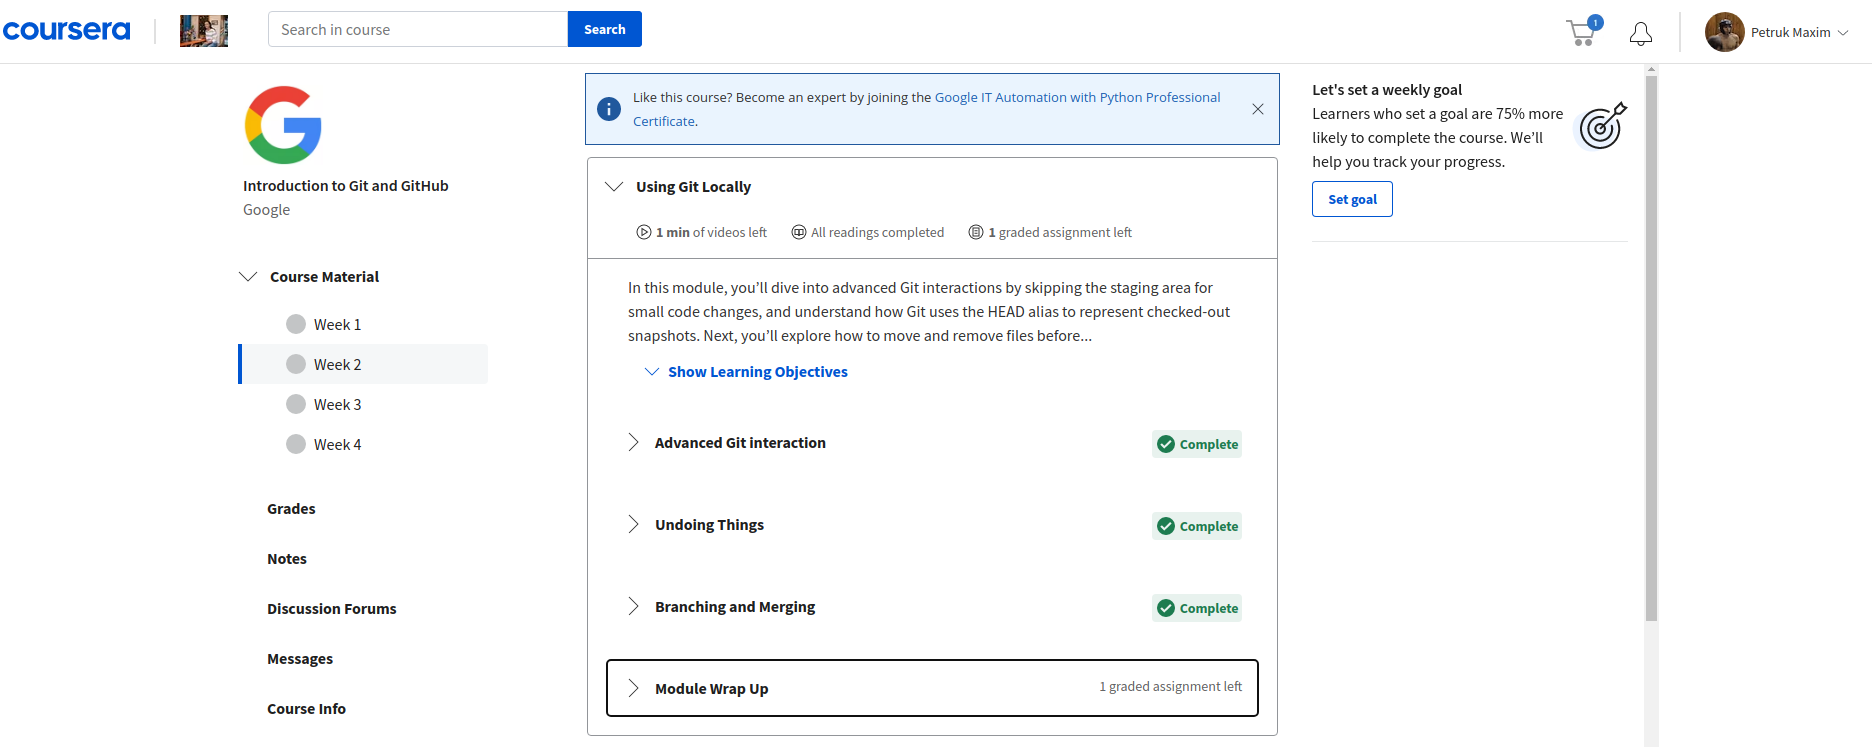 coursera
Search in course
Search
1
Petruk Maxim
Introduction to Git and GitHub
Google
Course Material
Week 1
Week 2
Week 3
Week 4
Grades
Notes
Discussion Forums
Messages
Course Info
Like this course? Become an expert by joining the Google IT Automation with Python Professional
Certificate.
Using Git Locally
1 min of videos left
All readings completed
1 graded assignment left
In this module, you’ll dive into advanced Git interactions by skipping the staging area for
small code changes, and understand how Git uses the HEAD alias to represent checked-out
snapshots. Next, you’ll explore how to move and remove files before...
Show Learning Objectives
Advanced Git interaction
Complete
Undoing Things
Complete
Branching and Merging
Complete
Module Wrap Up
1 graded assignment left
Let's set a weekly goal
Learners who set a goal are 75% more
likely to complete the course. We’ll
help you track your progress.
Set goal